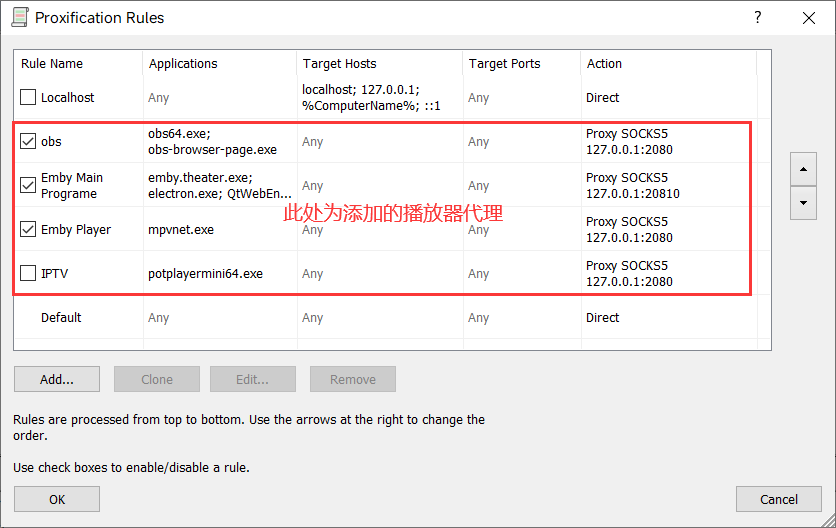 Proxification Rules
?
Rule Name Applications Target Hosts Target Ports Action
Localhost Any localhost; 127.0.0.1; Any Direct
%ComputerName%; ::1
obs obs64.exe; Any Any Proxy SOCKS5
obs-browser-page.exe 127.0.0.1:2080
Emby Main emby.theater.exe; Any Any Proxy SOCKS5
Programe electron.exe; QtWebEn... 127.0.0.1:20810
此处为添加的播放器代理
Emby Player mpvnet.exe Any Any Proxy SOCKS5
127.0.0.1:2080
IPTV potplayermini64.exe Any Any Proxy SOCKS5
127.0.0.1:2080
Default Any Any Any Direct
Add... Clone Edit... Remove
Rules are processed from top to bottom. Use the arrows at the right to change the
order.
Use check boxes to enable/disable a rule.
OK Cancel